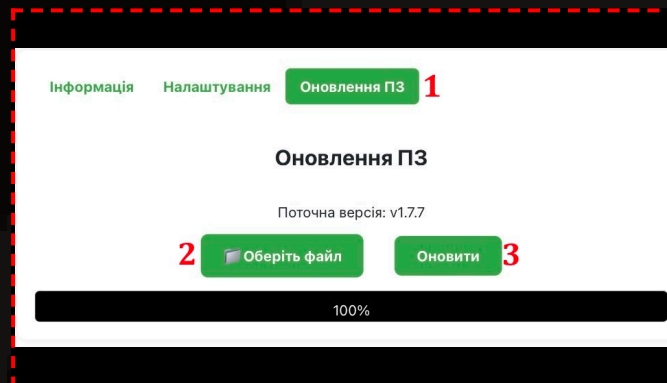 Інформація Налаштування Оновлення ПЗ 1
Оновлення ПЗ
Поточна версія: v1.7.7
2 Оберіть файл Оновити 3
100%